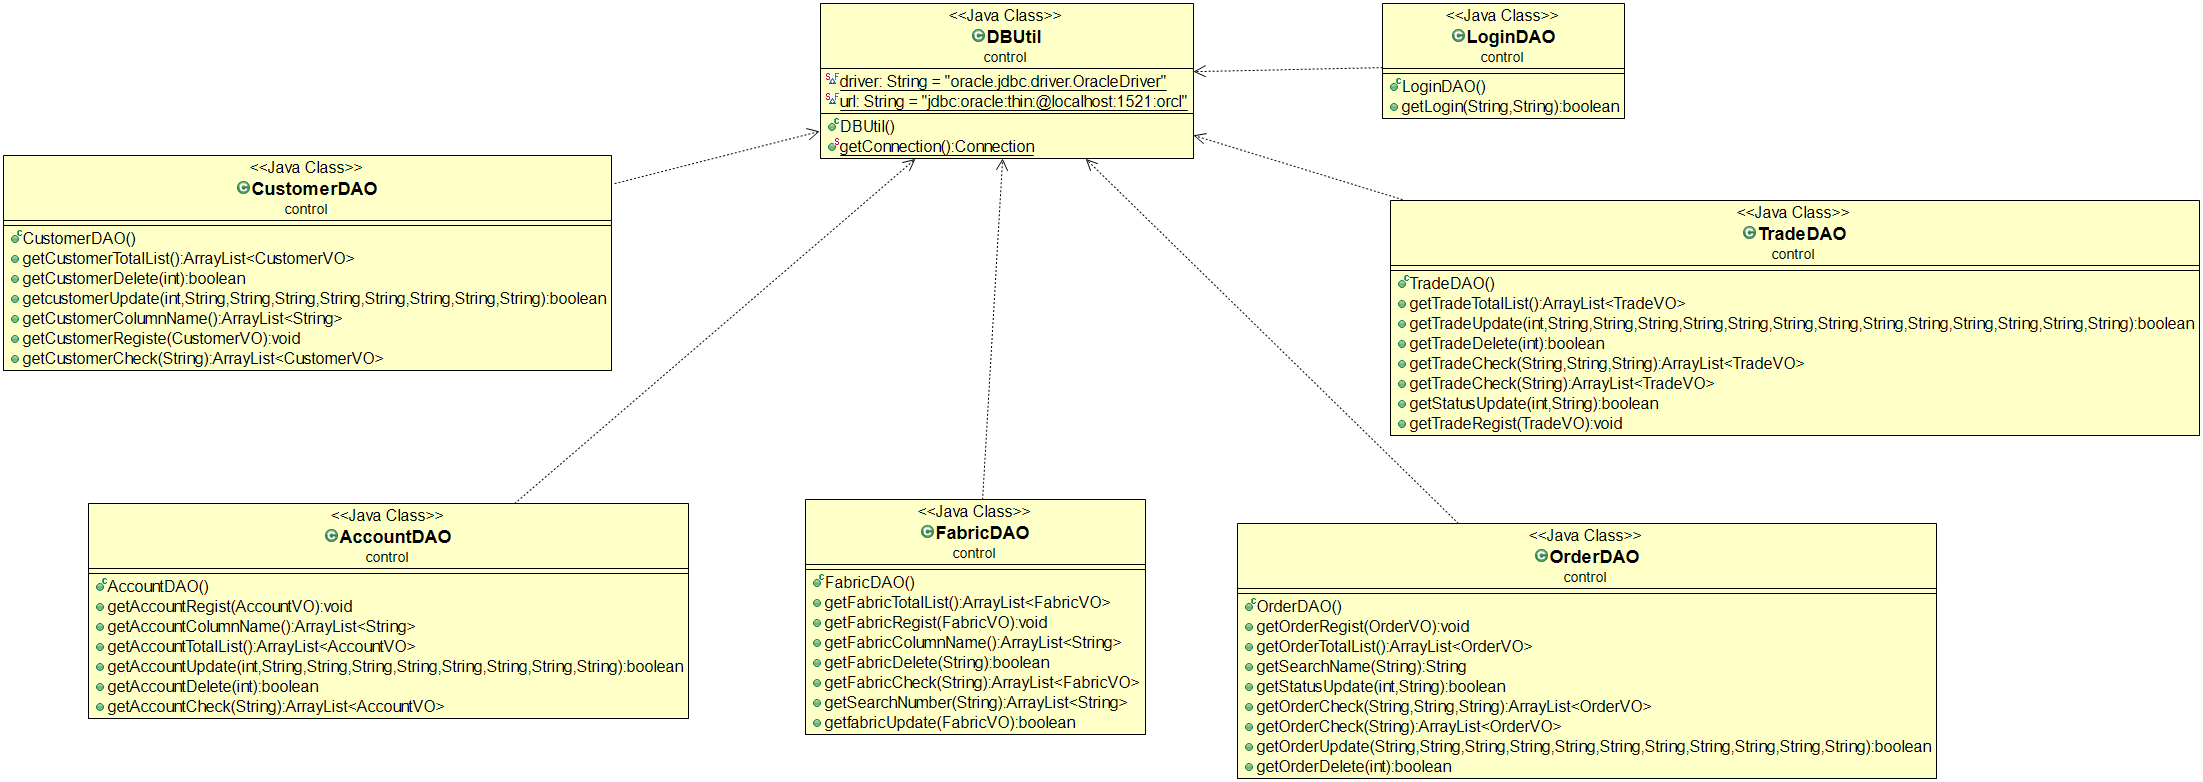 <<Java Class>>
DBUtil
control
driver: String = "oracle.jdbc.driver.OracleDriver"
url: String = "jdbc:oracle:thin:@localhost:1521:orcl"
DBUtil()
getConnection():Connection
<<Java Class>>
LoginDAO
control
LoginDAO()
getLogin(String,String):boolean
<<Java Class>>
CustomerDAO
control
CustomerDAO()
getCustomerTotalList():ArrayList<CustomerVO>
getCustomerDelete(int):boolean
getcustomerUpdate(int,String,String,String,String,String,String,String,String):boolean
getCustomerColumnName():ArrayList<String>
getCustomerRegiste(CustomerVO):void
getCustomerCheck(String):ArrayList<CustomerVO>
<<Java Class>>
TradeDAO
control
TradeDAO()
getTradeTotalList():ArrayList<TradeVO>
getTradeUpdate(int,String,String,String,String,String,String,String,String,String,String,String,String,String):boolean
getTradeDelete(int):boolean
getTradeCheck(String,String,String):ArrayList<TradeVO>
getTradeCheck(String):ArrayList<TradeVO>
getStatusUpdate(int,String):boolean
getTradeRegist(TradeVO):void
<<Java Class>>
AccountDAO
control
AccountDAO()
getAccountRegist(AccountVO):void
getAccountColumnName():ArrayList<String>
getAccountTotalList():ArrayList<AccountVO>
getAccountUpdate(int,String,String,String,String,String,String,String,String):boolean
getAccountDelete(int):boolean
getAccountCheck(String):ArrayList<AccountVO>
<<Java Class>>
FabricDAO
control
FabricDAO()
getFabricTotalList():ArrayList<FabricVO>
getFabricRegist(FabricVO):void
getFabricColumnName():ArrayList<String>
getFabricDelete(String):boolean
getFabricCheck(String):ArrayList<FabricVO>
getSearchNumber(String):ArrayList<String>
getfabricUpdate(FabricVO):boolean
<<Java Class>>
OrderDAO
control
OrderDAO()
getOrderRegist(OrderVO):void
getOrderTotalList():ArrayList<OrderVO>
getSearchName(String):String
getStatusUpdate(int,String):boolean
getOrderCheck(String,String,String):ArrayList<OrderVO>
getOrderCheck(String):ArrayList<OrderVO>
getOrderUpdate(String,String,String,String,String,String,String,String,String,String,String):boolean
getOrderDelete(int):boolean